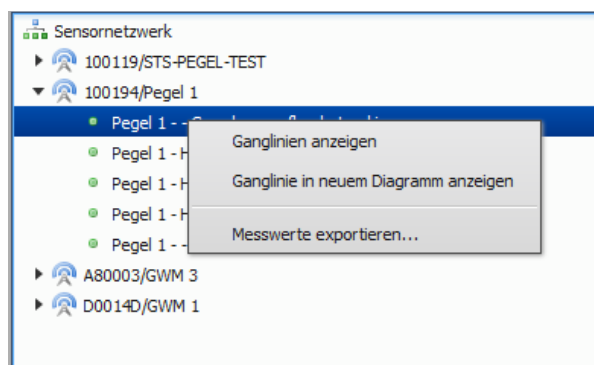 Sensornetzwerk
100119/STS-PEGEL-TEST
100194/Pegel 1
Pegel 1 - -
Ganglinien anzeigen
Pegel 1 - H
Ganglinie in neuem Diagramm anzeigen
Pegel 1 - H
Pegel 1 - H
Messwerte exportieren...
Pegel 1 - -
A80003/GWM 3
D0014D/GWM 1